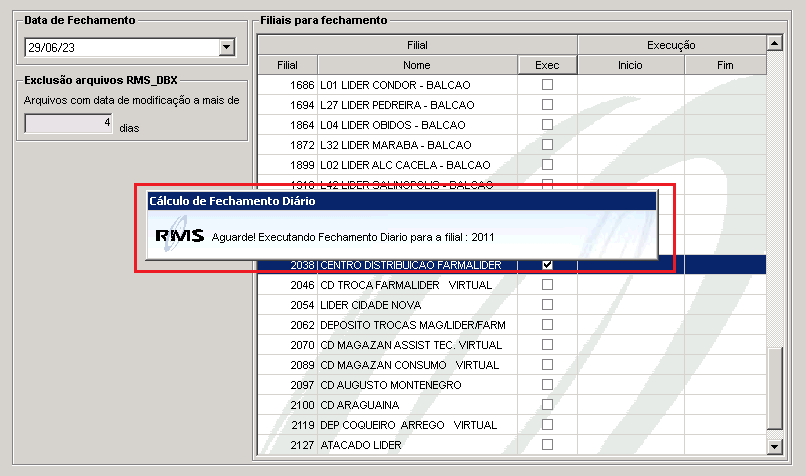 Data de Fechamento
29/06/23
Exclusão arquivos RMS_DBX
Arquivos com data de modificação a mais de
4 dias
Filiais para fechamento
Filial Execução
Filial Nome Exec Inicio Fim
1686 L01 LIDER CONDOR - BALCAO
1694 L27 LIDER PEDREIRA - BALCAO
1864 L04 LIDER OBIDOS - BALCAO
1872 L32 LIDER MARABA - BALCAO
1899 L02 LIDER ALC CACELA - BALCAO
L42 LIDER SALINOPOLIS - BALCAO
Cálculo de Fechamento Diário
RMS Aguarde! Executando Fechamento Diario para a filial : 2011
2038 CENTRO DISTRIBUICAO FARMALIDER
2046 CD TROCA FARMALIDER VIRTUAL
2054 LIDER CIDADE NOVA
2062 DEPOSITO TROCAS MAG/LIDER/FARM
2070 CD MAGAZAN ASSIST TEC. VIRTUAL
2089 CD MAGAZAN CONSUMO VIRTUAL
2097 CD AUGUSTO MONTENEGRO
2100 CD ARAGUAINA
2119 DEP COQUEIRO ARREGO VIRTUAL
2127 ATACADO LIDER